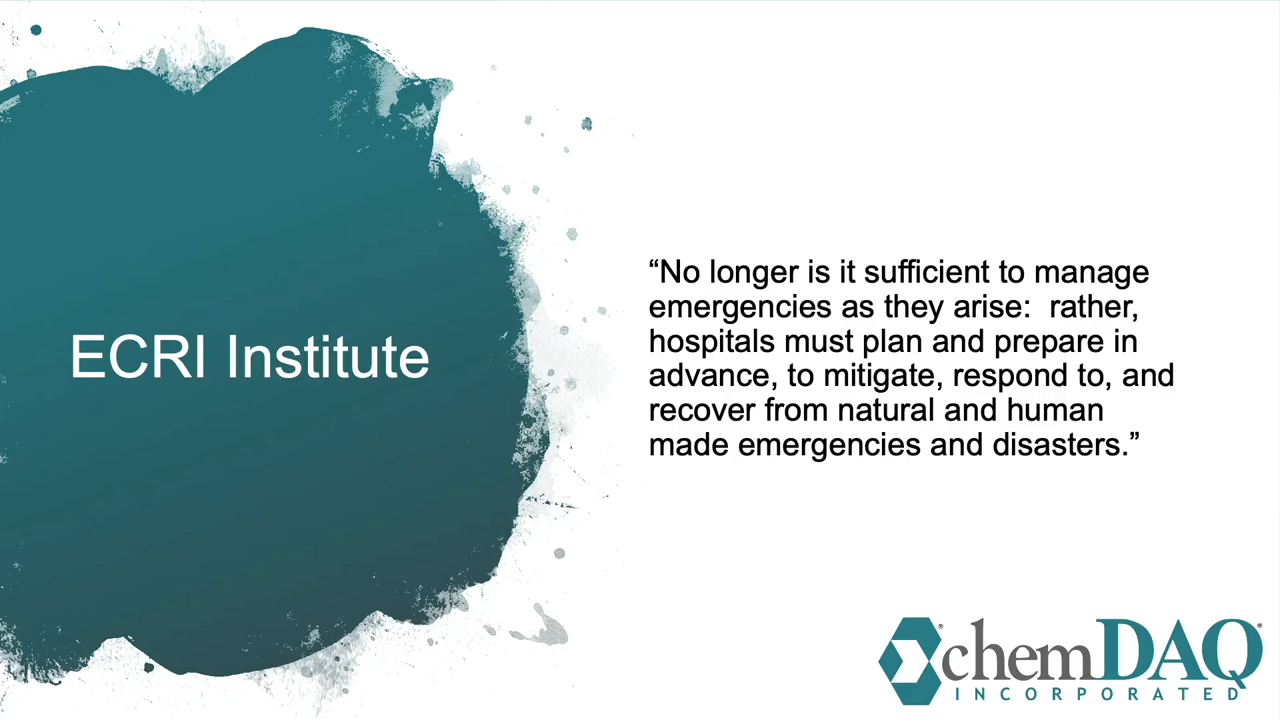 ECRI Institute
“No longer is it sufficient to manage
emergencies as they arise:  rather,
hospitals must plan and prepare in
advance, to mitigate, respond to, and
recover from natural and human
made emergencies and disasters.”
chemDAQ®
INCORPORATED